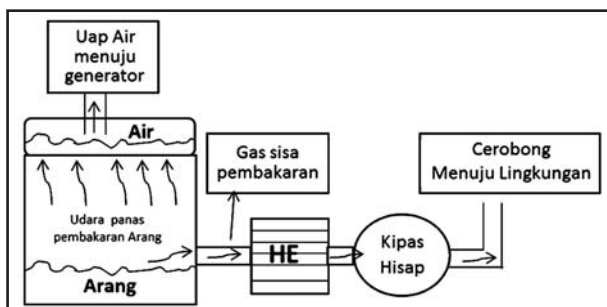 Uap Air
menuju
generator
Air
Udara panas
pembakaran Arang
Arang
Gas sisa
pembakaran
HE
Kipas
Hisap
Cerobong
Menuju Lingkungan